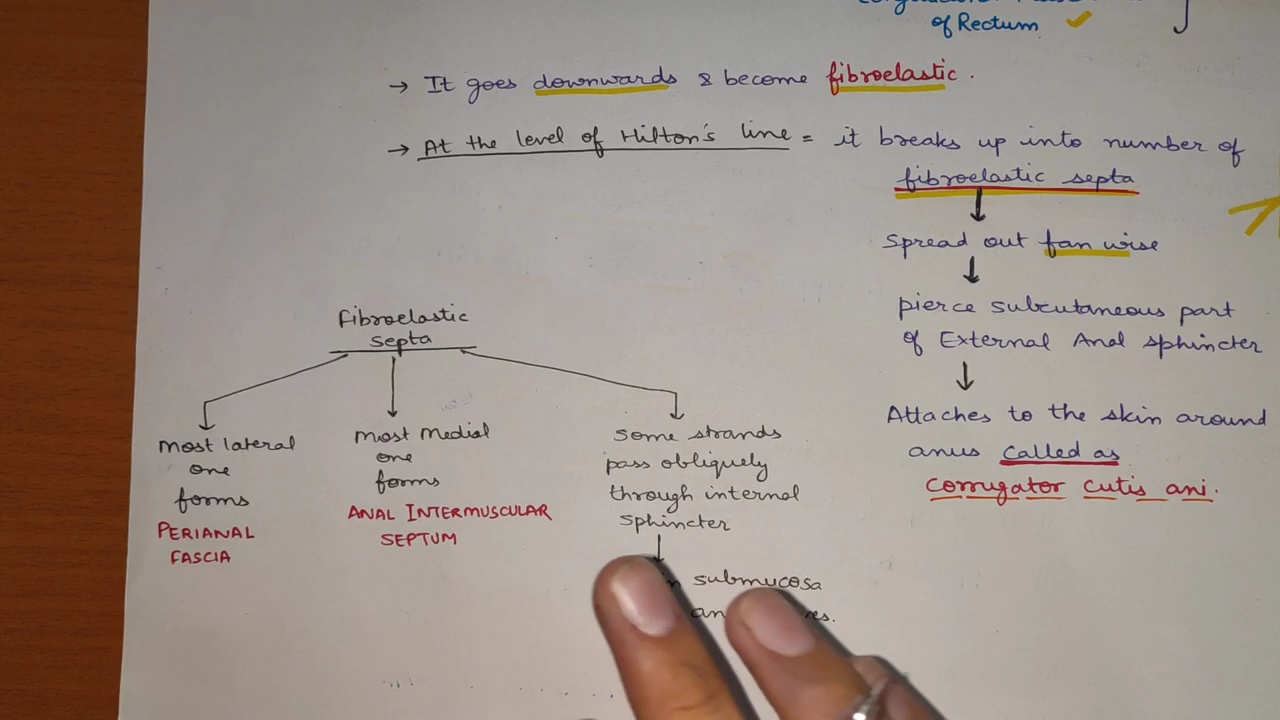 of Rectum ✓
→ It goes downwards & become fibroelastic.
→ At the level of Hilton's line = it breaks up into number of
fibroelastic septa
↓
spread out fan wise
↓
pierce subcutaneous part
of External Anal sphincter
↓
Attaches to the skin around
anus called as
corrugator cutis ani.
Fibroelastic
septa
Most lateral
one
forms
PERIANAL
FASCIA
Most Medial
one
forms
ANAL INTERMUSCULAR
SEPTUM
Some strands
pass obliquely
through internal
sphincter
↓
submucosa